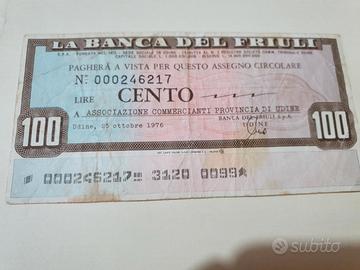 LA BANCA DEL FRIULI
PAGHERÀ A VISTA PER QUESTO ASSEGNO CIRCOLARE
N° 000246217
LIRE CENTO
A ASSOCIAZIONE COMMERCIANTI PROVINCIA DI UDINE
Udine, 25 ottobre 1976
BANCA DEL FRIULI S.p.A.
UDINE
100 100
000246217 3120 0099
subito